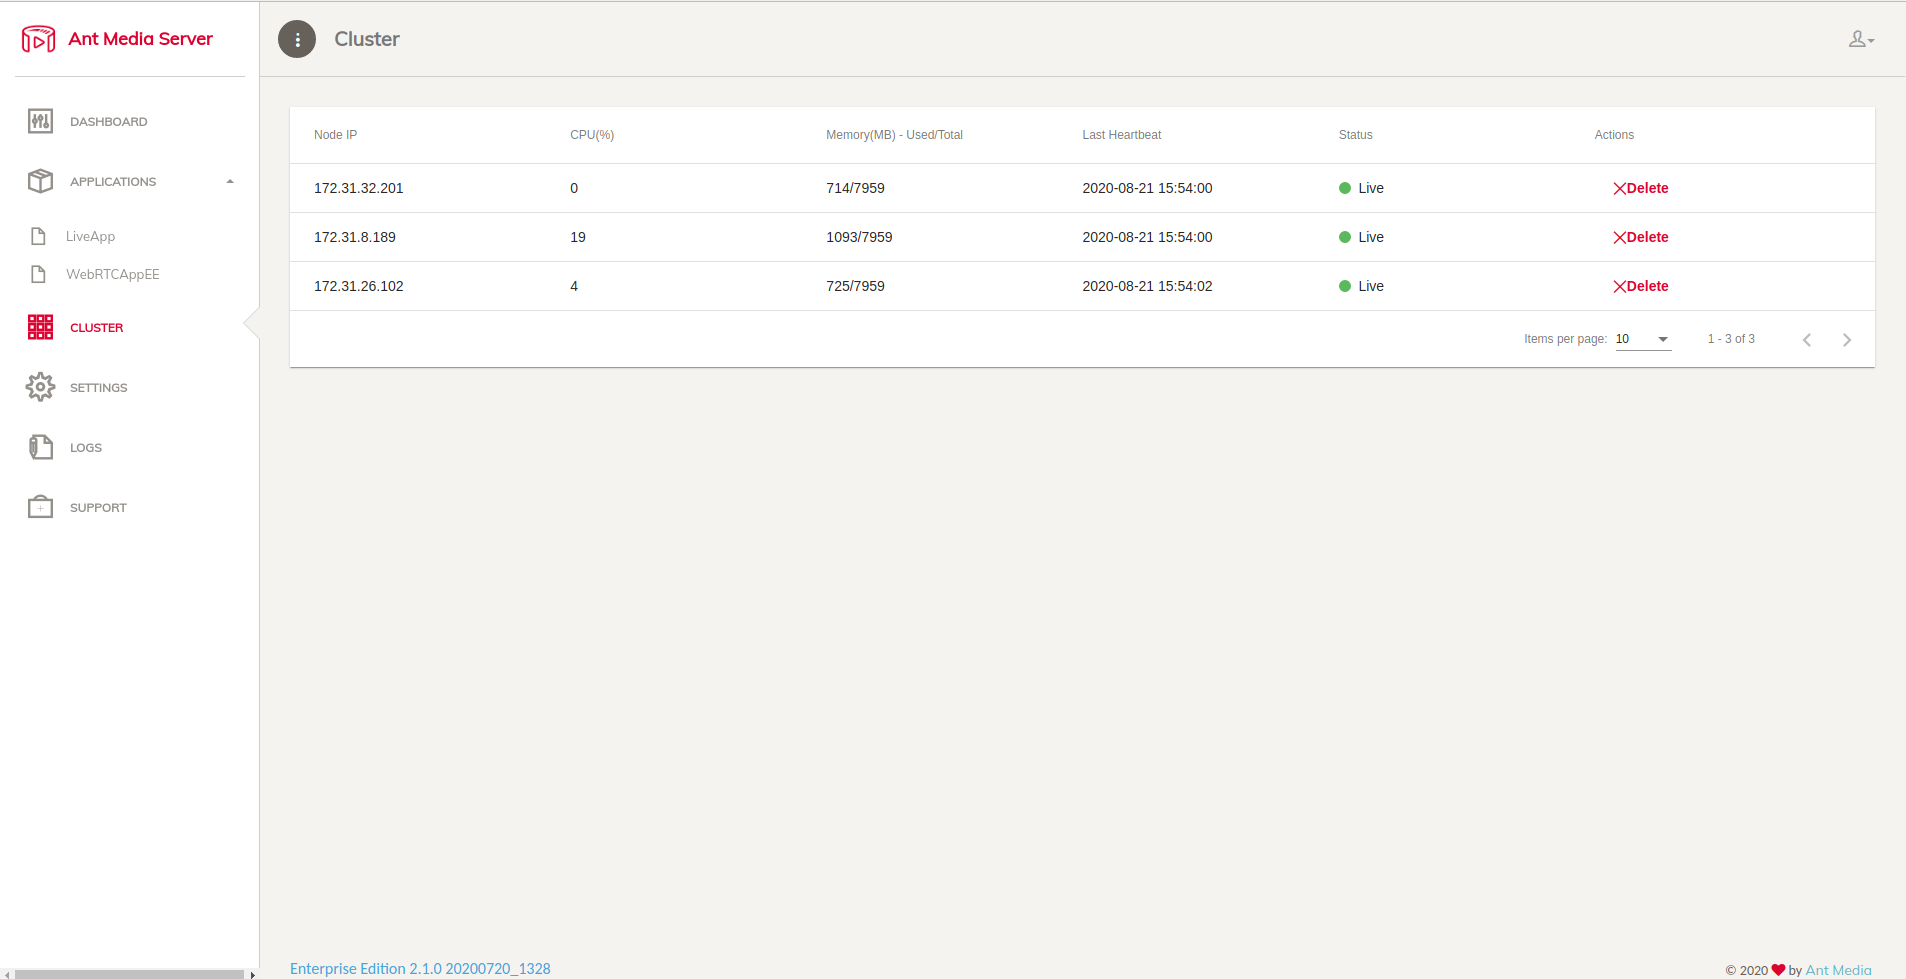 Ant Media Server
Cluster
DASHBOARD
APPLICATIONS
LiveApp
WebRTCAppEE
CLUSTER
SETTINGS
LOGS
SUPPORT
Node IP CPU(%) Memory(MB) - Used/Total Last Heartbeat Status Actions
172.31.32.201 0 714/7959 2020-08-21 15:54:00 Live Delete
172.31.8.189 19 1093/7959 2020-08-21 15:54:00 Live Delete
172.31.26.102 4 725/7959 2020-08-21 15:54:02 Live Delete
Items per page: 10 1 - 3 of 3
Enterprise Edition 2.1.0 20200720_1328
© 2020 ❤ by Ant Media